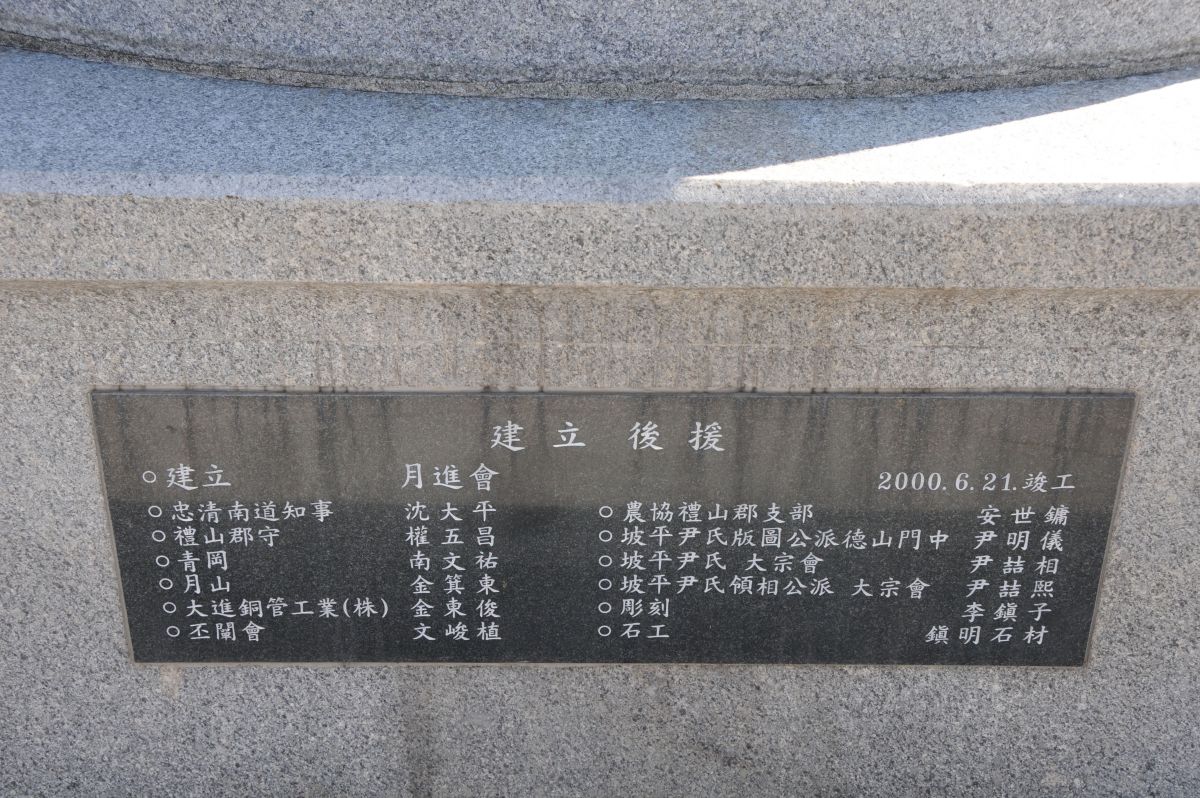 建立 後援
○建立 月進會 2000.6.21.竣工
○忠清南道知事 沈大平 ○農協禮山郡支部 安世鏞
○禮山郡守 權五昌 ○坡平尹氏版圖公派德山門中 尹明儀
○青岡 南文祐 ○坡平尹氏 大宗會 尹喆相
○月山 金箕東 ○坡平尹氏領相公派 大宗會 尹喆熙
○大進銅管工業(株) 金東俊 ○彫刻 李鎭子
○丕闡會 文峻植 ○石工 鎭明石材